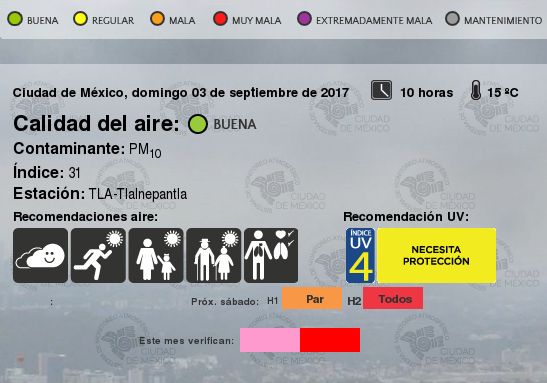 BUENA REGULAR MALA MUY MALA EXTREMADAMENTE MALA MANTENIMIENTO
Ciudad de México, domingo 03 de septiembre de 2017 10 horas 15 ºC
Calidad del aire: BUENA
Contaminante: PM10
Índice: 31
Estación: TLA-Tlalnepantla
Recomendaciones aire: Recomendación UV:
ÍNDICE
UV
4
NECESITA
PROTECCIÓN
: Próx. sábado: H1 Par H2 Todos
Este mes verifican:
CIUDAD
DE MÉXICO